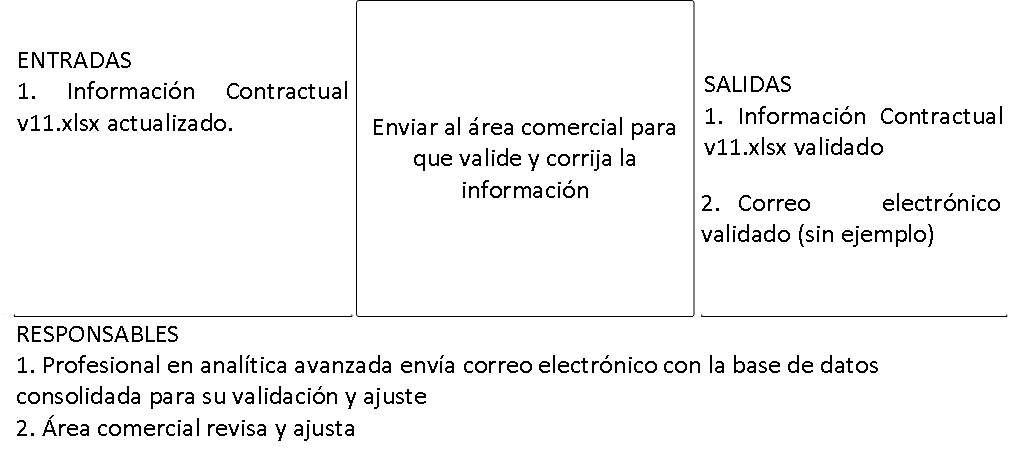 ENTRADAS
1. Información Contractual
v11.xlsx actualizado.
Enviar al área comercial para
que valide y corrija la
información
SALIDAS
1. Información Contractual
v11.xlsx validado
2. Correo electrónico
validado (sin ejemplo)
RESPONSABLES
1. Profesional en analítica avanzada envía correo electrónico con la base de datos
consolidada para su validación y ajuste
2. Área comercial revisa y ajusta